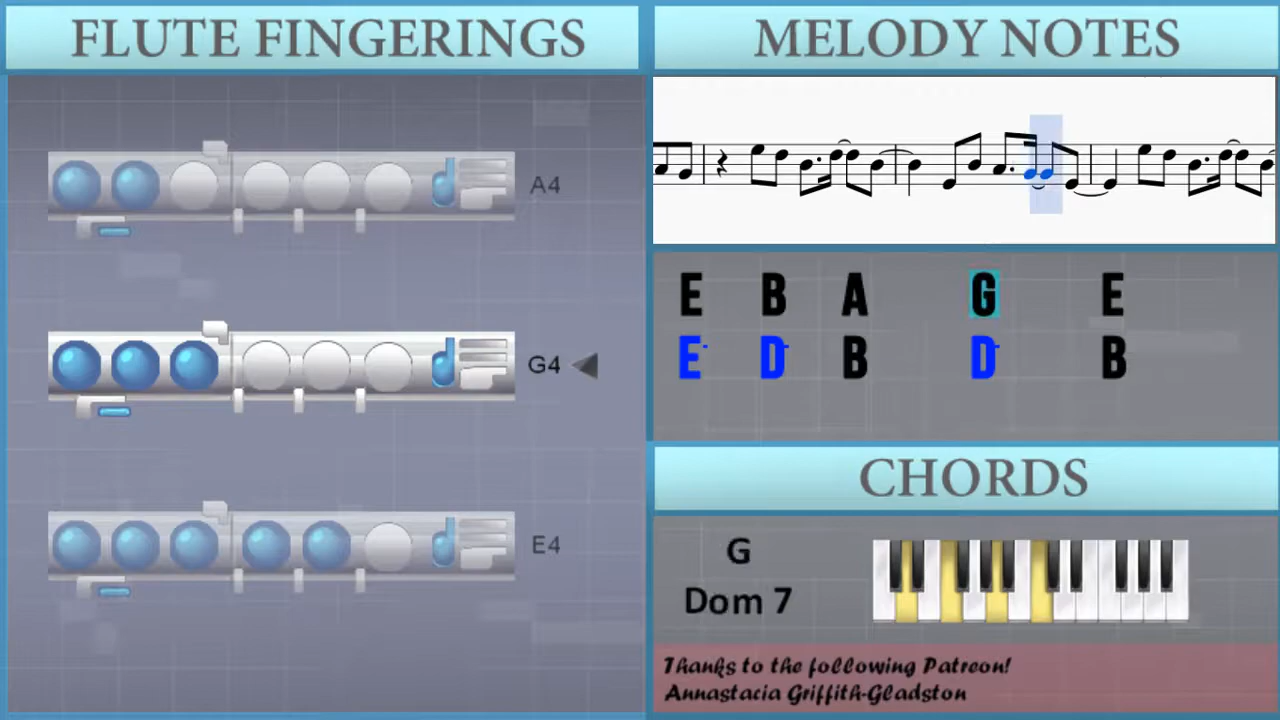 FLUTE FINGERINGS
A4
G4
E4
MELODY NOTES
E B A G E
E D B D B
CHORDS
G
Dom 7
Thanks to the following Patreon!
Annastacia Griffith-Gladston